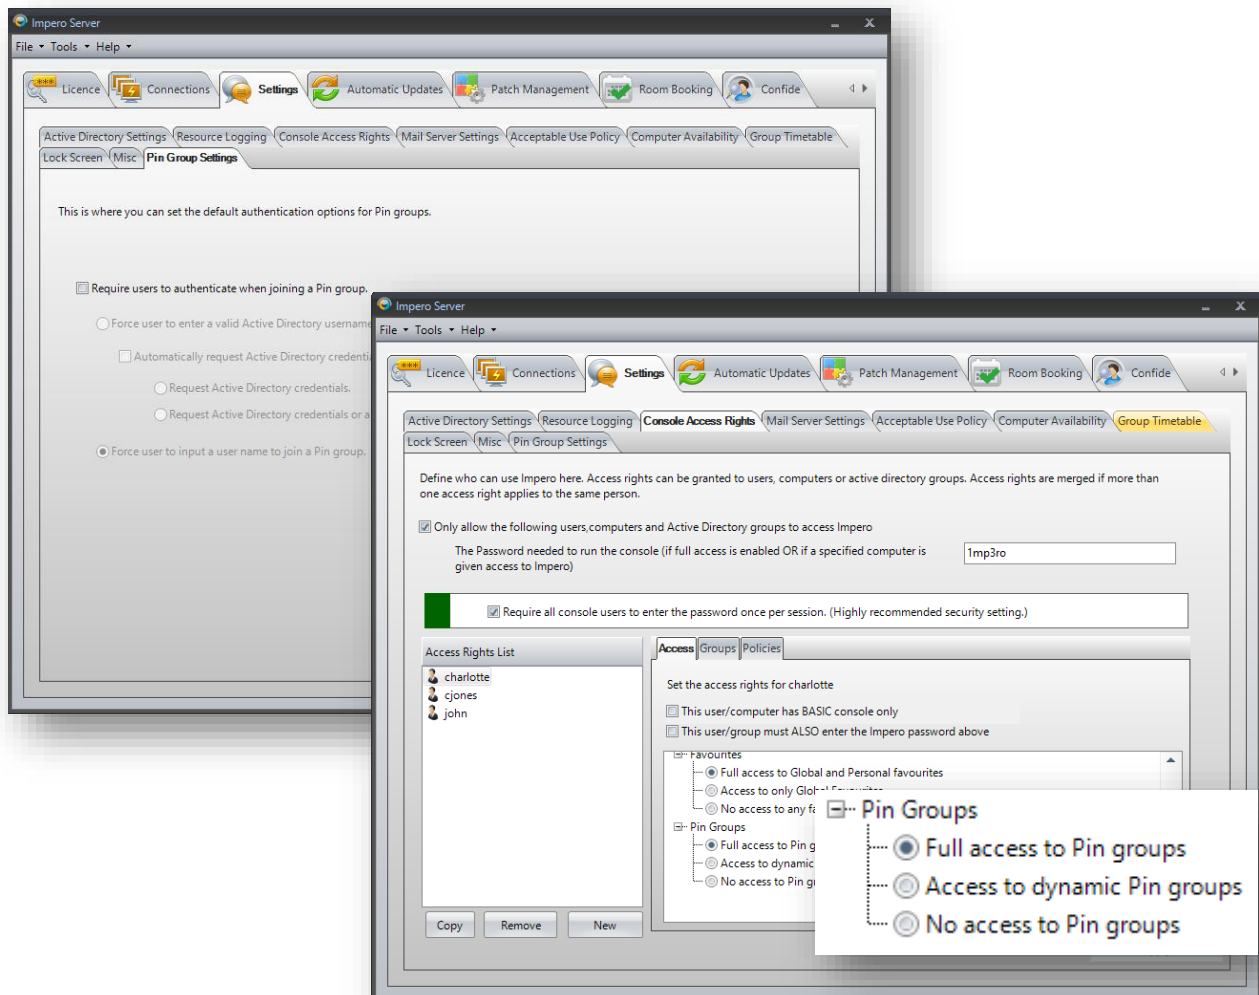 Impero Server
File Tools Help
Licence Connections Settings Automatic Updates Patch Management Room Booking Confide
Active Directory Settings Resource Logging Console Access Rights Mail Server Settings Acceptable Use Policy Computer Availability Group Timetable
Lock Screen Misc Pin Group Settings
This is where you can set the default authentication options for Pin groups.
Require users to authenticate when joining a Pin group.
Force user to enter a valid Active Directory username
Automatically request Active Directory
Request Active Directory credentials.
Request Active Directory credentials or a
Force user to input a user name to join a Pin group.
Impero Server
File Tools Help
Licence Connections Settings Automatic Updates Patch Management Room Booking Confide
Active Directory Settings Resource Logging Console Access Rights Mail Server Settings Acceptable Use Policy Computer Availability Group Timetable
Lock Screen Misc Pin Group Settings
Define who can use Impero here. Access rights can be granted to users, computers or active directory groups. Access rights are merged if more than
one access right applies to the same person.
Only allow the following users,computers and Active Directory groups to access Impero
The Password needed to run the console (if full access is enabled OR if a specified computer is
given access to Impero)
1mp3ro
Require all console users to enter the password once per session. (Highly recommended security setting.)
Access Rights List
charlotte
cjones
john
Copy Remove New
Access Groups Policies
Set the access rights for charlotte
This user/computer has BASIC console only
This user/group must ALSO enter the Impero password above
Favourites
Full access to Global and Personal favourites
Access to only Global Favourites
No access to any
Pin Groups
Full access to Pin
Access to dynamic
No access to Pin
Pin Groups
Full access to Pin groups
Access to dynamic Pin groups
No access to Pin groups